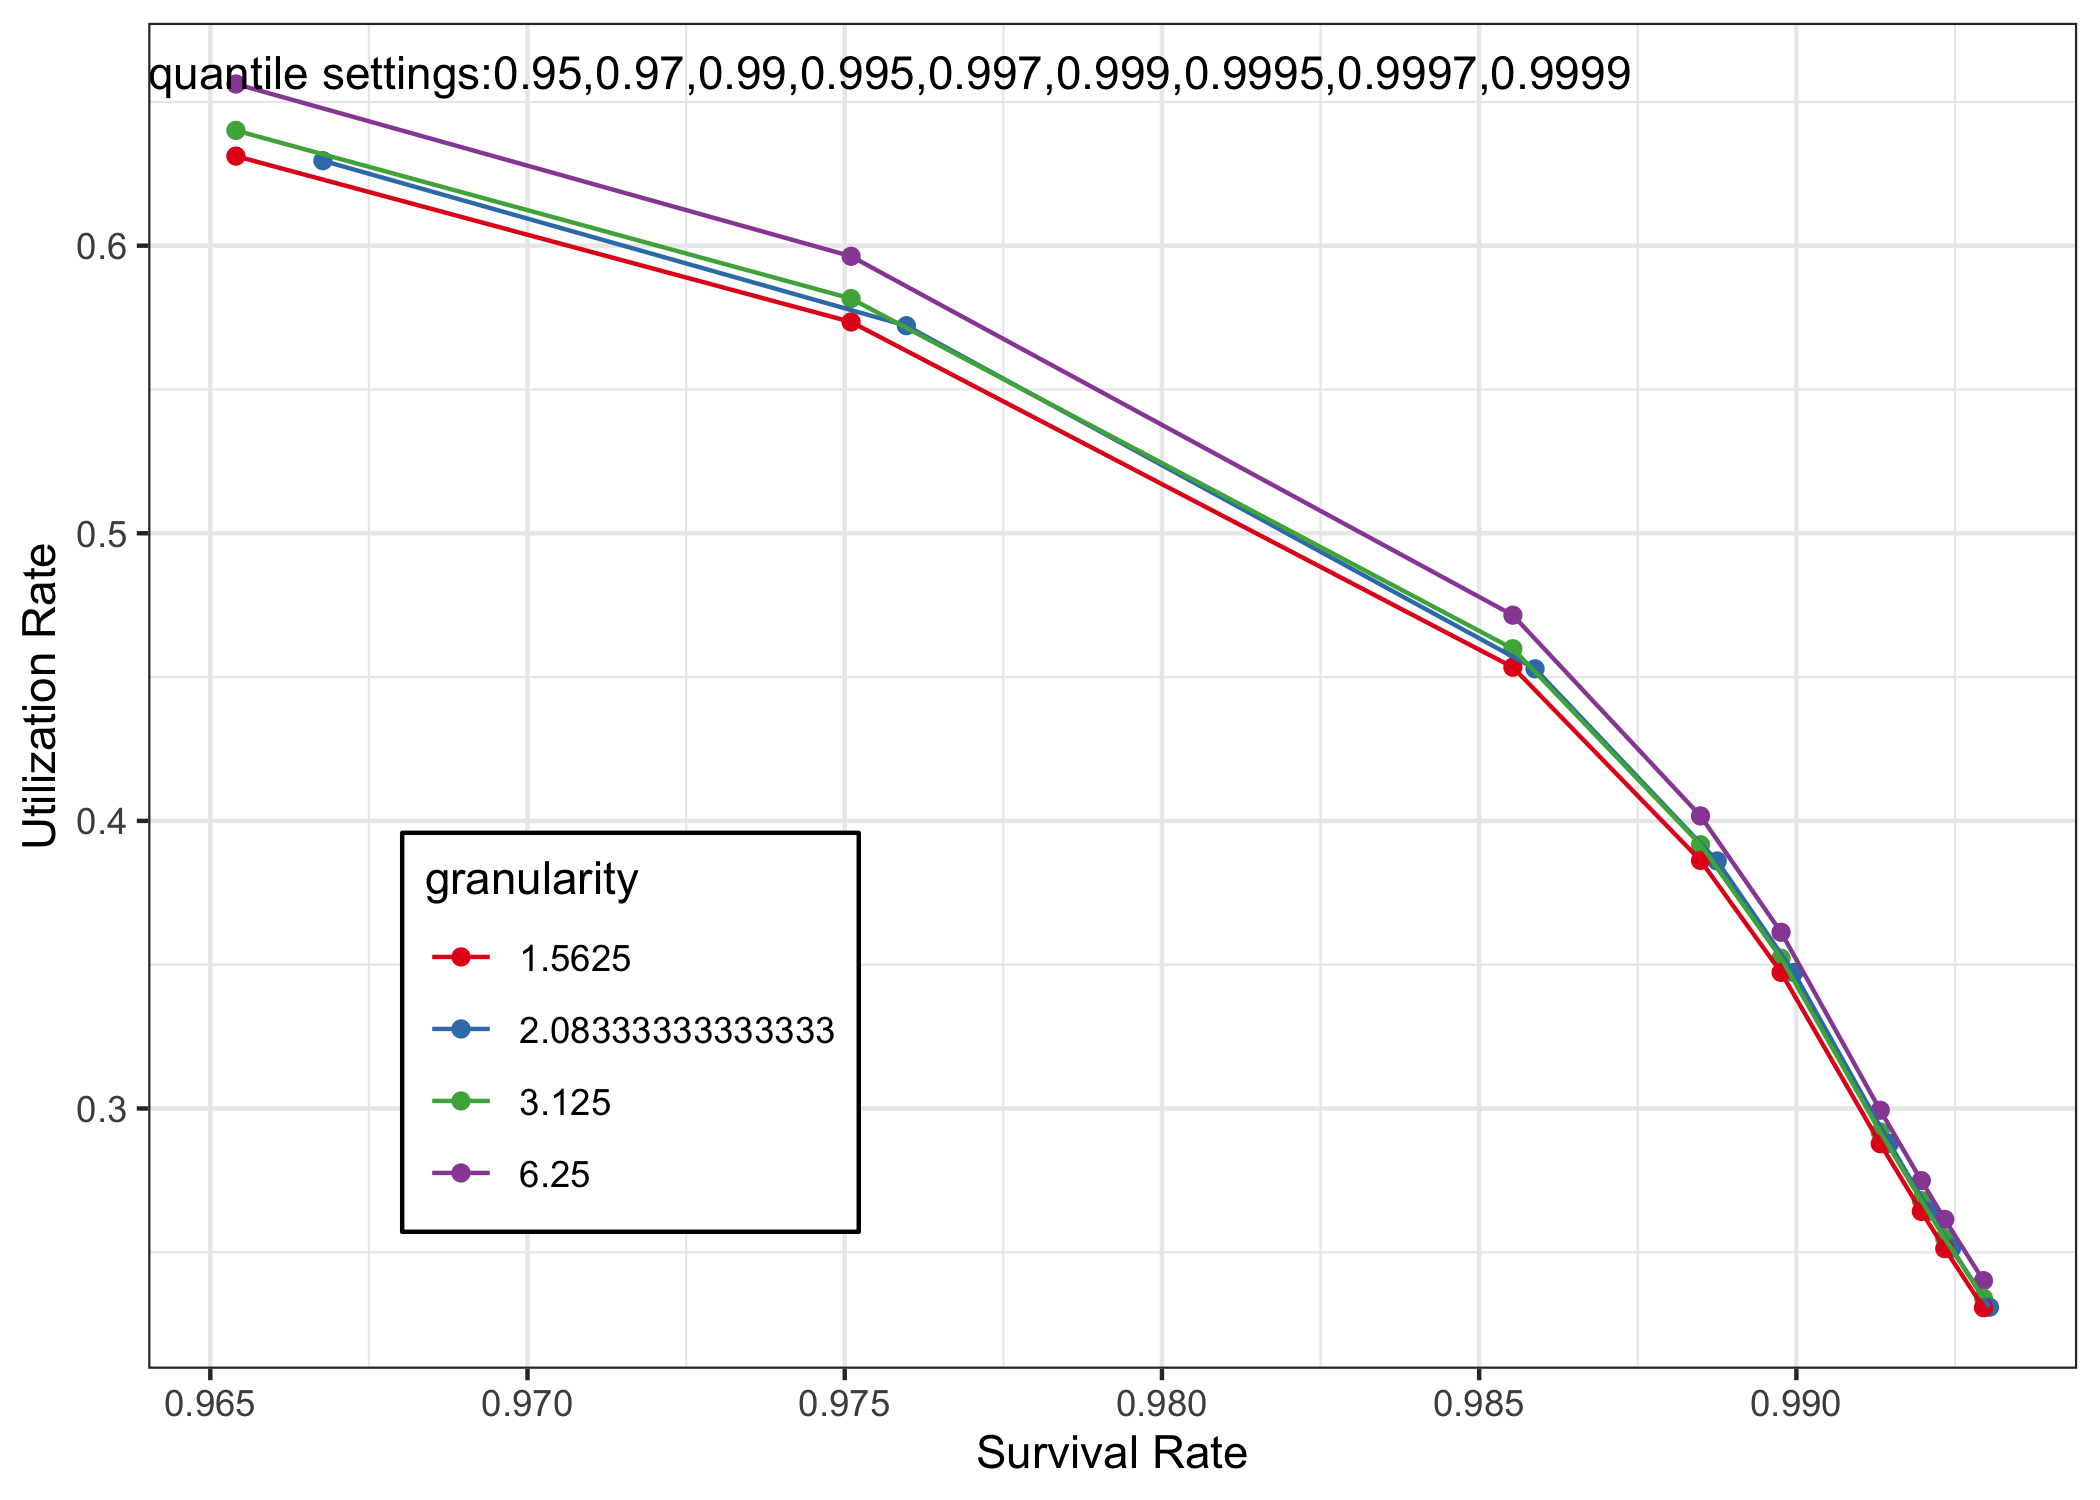 quantile settings:0.95,0.97,0.99,0.995,0.997,0.999,0.9995,0.9997,0.9999
0.6
0.5
0.4
0.3
Utilization Rate
granularity
1.5625
2.08333333333333
3.125
6.25
0.965 0.970 0.975 0.980 0.985 0.990
Survival Rate